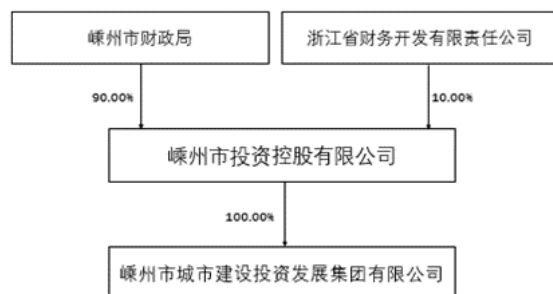 嵊州市财政局
浙江省财务开发有限责任公司
90.00%
10.00%
嵊州市投资控股有限公司
100.00%
嵊州市城市建设投资发展集团有限公司